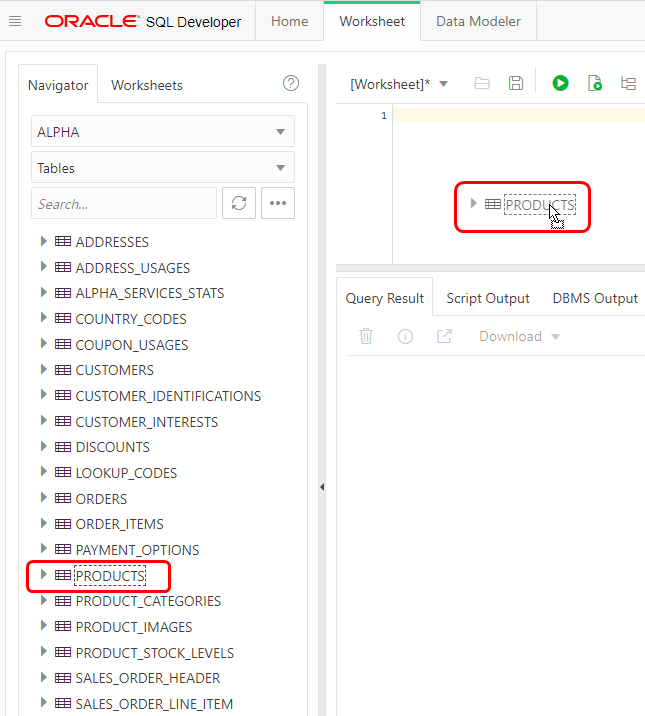 ORACLE SQL Developer Home Worksheet Data Modeler
Navigator Worksheets
ALPHA
Tables
Search...
ADDRESSES
ADDRESS_USAGES
ALPHA_SERVICES_STATS
COUNTRY_CODES
COUPON_USAGES
CUSTOMERS
CUSTOMER_IDENTIFICATIONS
CUSTOMER_INTERESTS
DISCOUNTS
LOOKUP_CODES
ORDERS
ORDER_ITEMS
PAYMENT_OPTIONS
PRODUCTS
PRODUCT_CATEGORIES
PRODUCT_IMAGES
PRODUCT_STOCK_LEVELS
SALES_ORDER_HEADER
SALES_ORDER_LINE_ITEM
[Worksheet]*
1
PRODUCTS
Query Result Script Output DBMS Output
Download